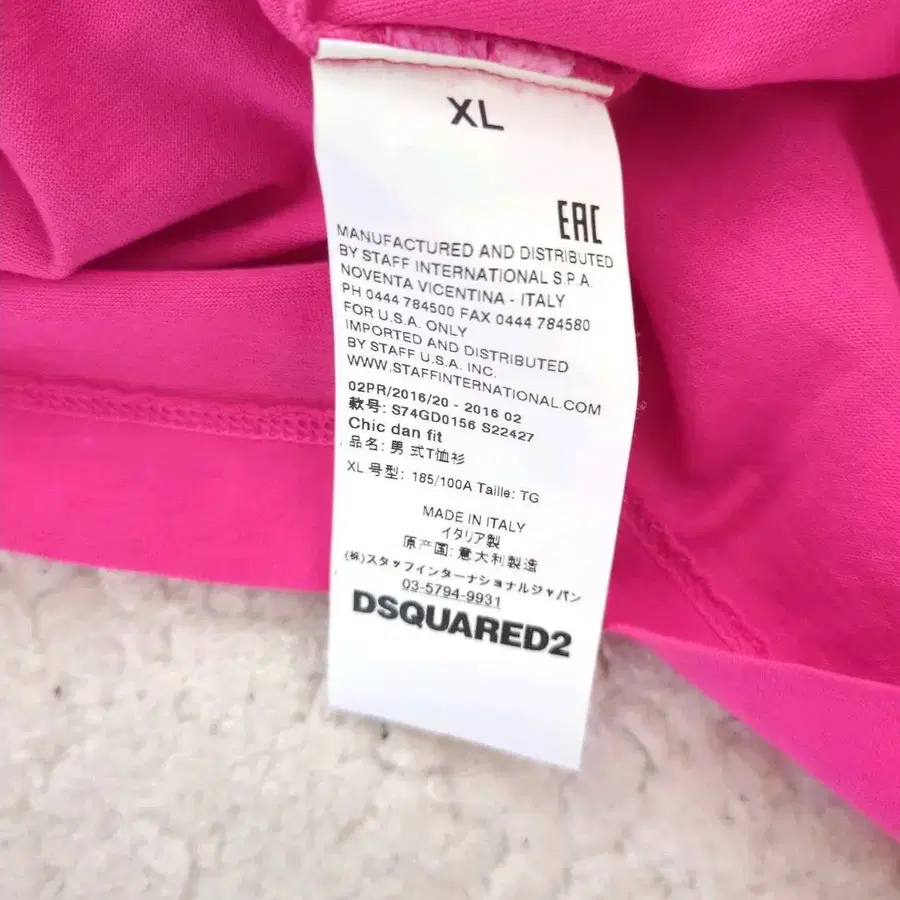 XL
EAC
MANUFACTURED AND DISTRIBUTED
BY STAFF INTERNATIONAL S.P.A.
NOVENTA VICENTINA - ITALY
PH 0444 784500 FAX 0444 784580
FOR U.S.A. ONLY
IMPORTED AND DISTRIBUTED
BY STAFF U.S.A. INC.
WWW.STAFFINTERNATIONAL.COM
02PR/2016/20 - 2016 02
款号: S74GD0156 S22427
Chic dan fit
品名: 男 式T恤衫
XL 号型: 185/100A Taille: TG
MADE IN ITALY
イタリア製
原产国: 意大利製造
(株)スタッフインターナショナルジャパン
03-5794-9931
DSQUARED2